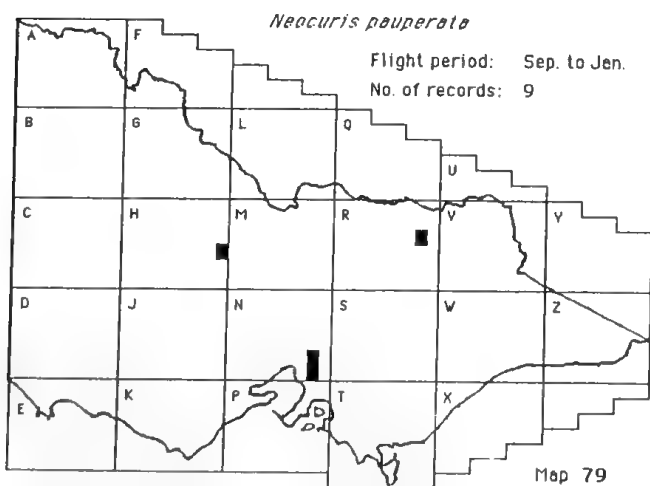 Neocuris pauperata
Flight period: Sep. to Jan.
No. of records: 9
A F
B G L Q
U
C H M R V Y
D J N S W Z
E K P T X
Map 79